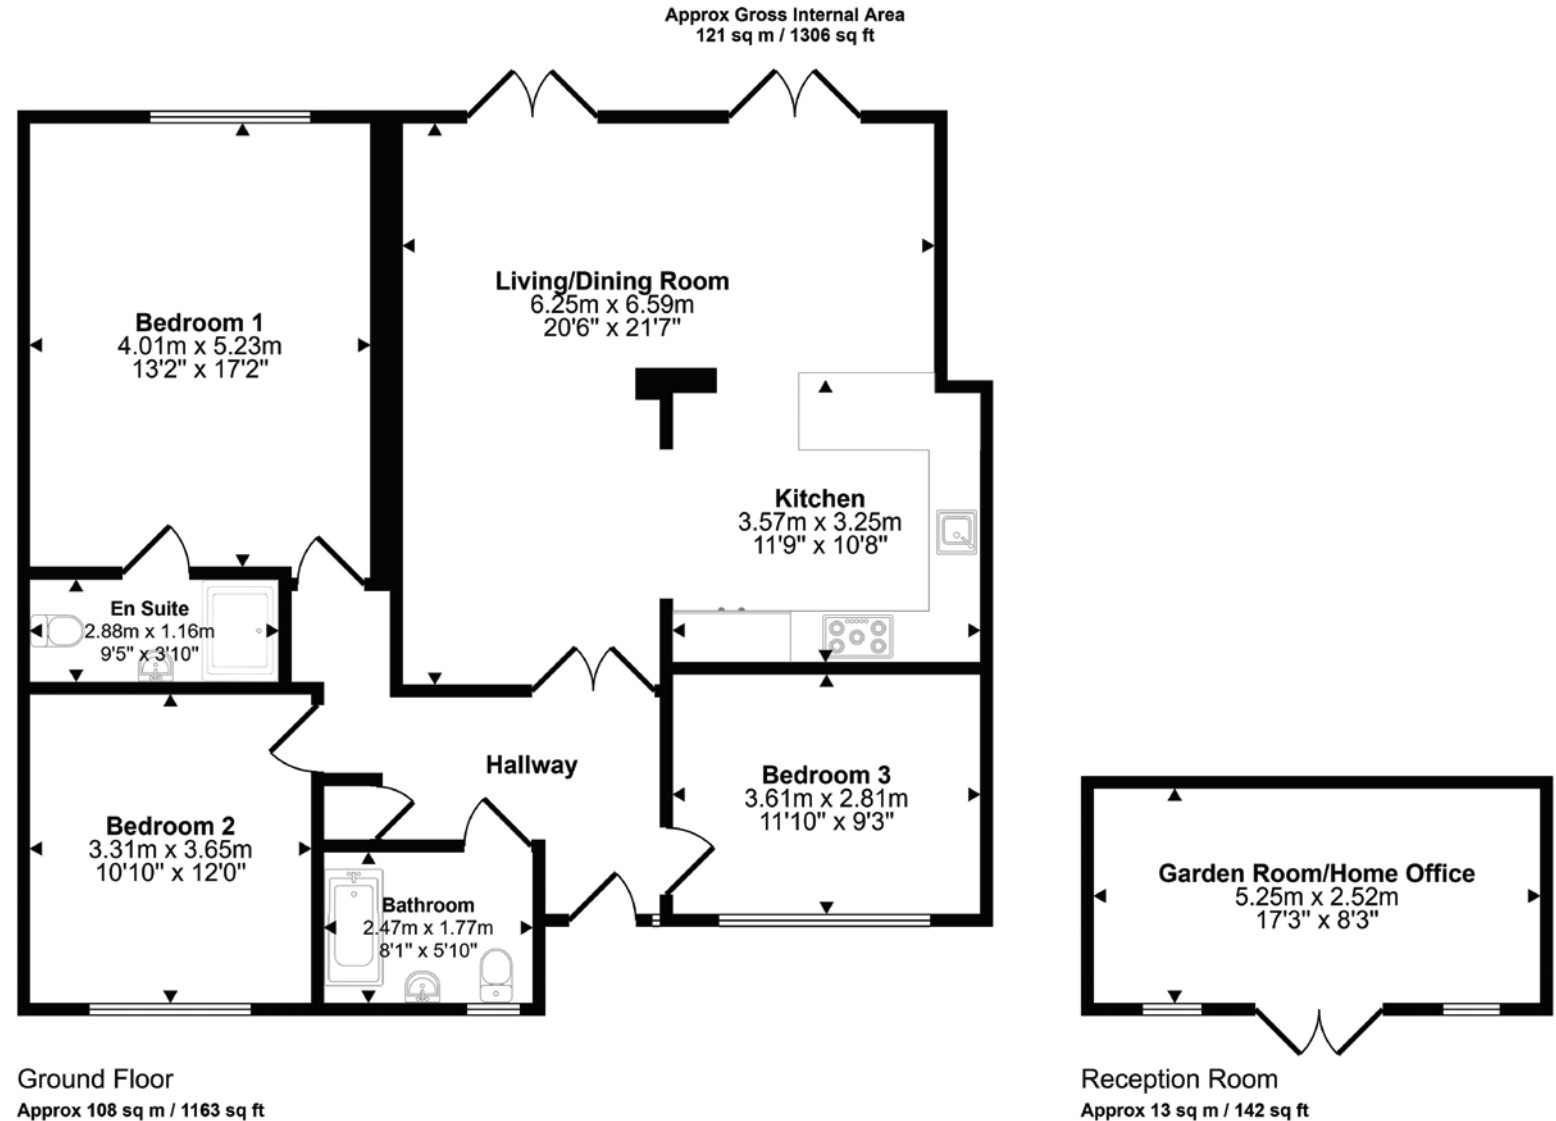 Approx Gross Internal Area
121 sq m / 1306 sq ft
Living/Dining Room
6.25m x 6.59m
20'6" x 21'7"
Bedroom 1
4.01m x 5.23m
13'2" x 17'2"
Kitchen
3.57m x 3.25m
11'9" x 10'8"
En Suite
2.88m x 1.16m
9'5" x 3'10"
Hallway
Bedroom 3
3.61m x 2.81m
11'10" x 9'3"
Bedroom 2
3.31m x 3.65m
10'10" x 12'0"
Bathroom
2.47m x 1.77m
8'1" x 5'10"
Garden Room/Home Office
5.25m x 2.52m
17'3" x 8'3"
Ground Floor
Approx 108 sq m / 1163 sq ft
Reception Room
Approx 13 sq m / 142 sq ft